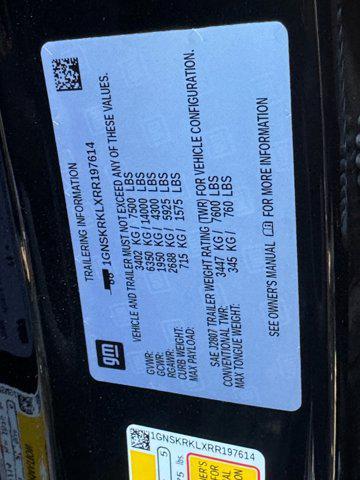 TRAILERING INFORMATION
1GNSKRKLXRR197614
VEHICLE AND TRAILER MUST NOT EXCEED ANY OF THESE VALUES.
GVWR: 3402 KG / 7500 LBS
GCWR: 6350 KG / 14000 LBS
RGAWR: 1950 KG / 4300 LBS
CURB WEIGHT: 2688 KG / 5925 LBS
MAX PAYLOAD: 715 KG / 1575 LBS
SAE J2807 TRAILER WEIGHT RATING (TWR) FOR VEHICLE CONFIGURATION.
CONVENTIONAL TWR: 3447 KG / 7600 LBS
MAX TONGUE WEIGHT: 345 KG / 760 LBS
SEE OWNER'S MANUAL FOR MORE INFORMATION
gm
1GNSKRKLXRR197614
5
lbs.